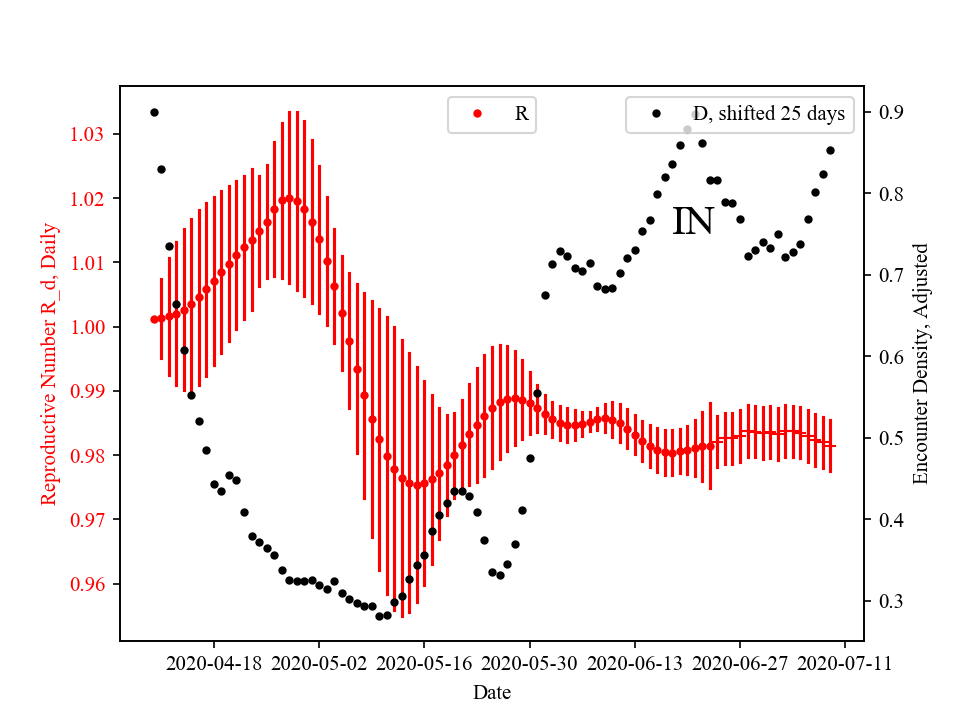 R
D, shifted 25 days
1.03
1.02
1.01
1.00
0.99
0.98
0.97
0.96
Reproductive Number R_d, Daily
IN
0.9
0.8
0.7
0.6
0.5
0.4
0.3
Encounter Density, Adjusted
2020-04-18 2020-05-02 2020-05-16 2020-05-30 2020-06-13 2020-06-27 2020-07-11
Date